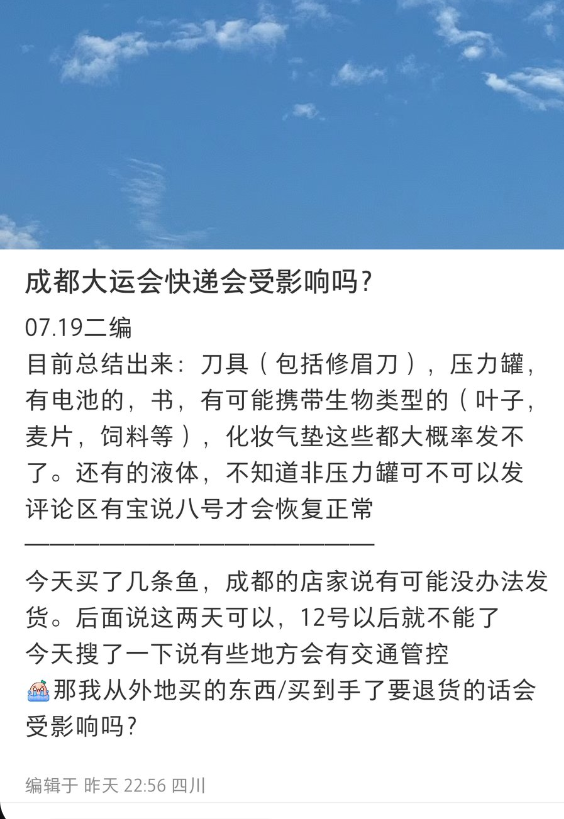 成都大运会快递会受影响吗?
07.19二编
目前总结出来：刀具（包括修眉刀），压力罐，
有电池的，书，有可能携带生物类型的（叶子，
麦片，饲料等），化妆气垫这些都大概率发不
了。还有的液体，不知道非压力罐可不可以发
评论区有宝说八号才会恢复正常
——————————————
今天买了几条鱼，成都的店家说有可能没办法发
货。后面说这两天可以，12号以后就不能了
今天搜了一下说有些地方会有交通管控
那我从外地买的东西/买到手了要退货的话会
受影响吗?
编辑于 昨天 22:56 四川